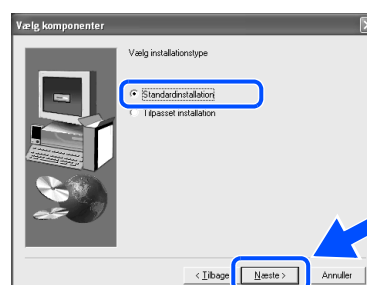 Vælg komponenter
Vælg installationstype
Standardinstallation
Tilpasset installation
< Tilbage
Næste >
Annuller